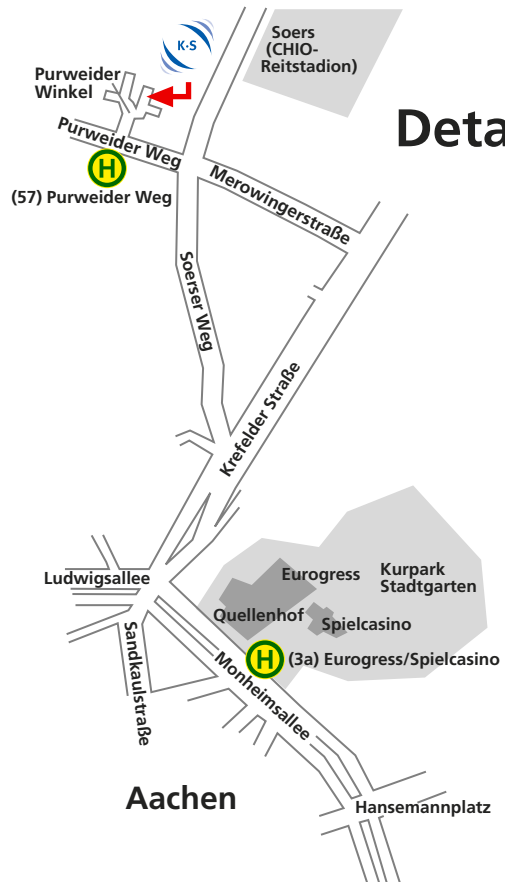 Soers
(CHIO-
Reitstadion)
K·S
Purweider
Winkel
Deta
Purweider Weg
H
(57) Purweider Weg
Merowingerstraße
Soerser Weg
Krefelder Straße
Ludwigsallee
Eurogress
Kurpark
Stadtgarten
Quellenhof
Spielcasino
Sandkaulstraße
H
(3a) Eurogress/Spielcasino
Monheimsallee
Aachen
Hansemannplatz